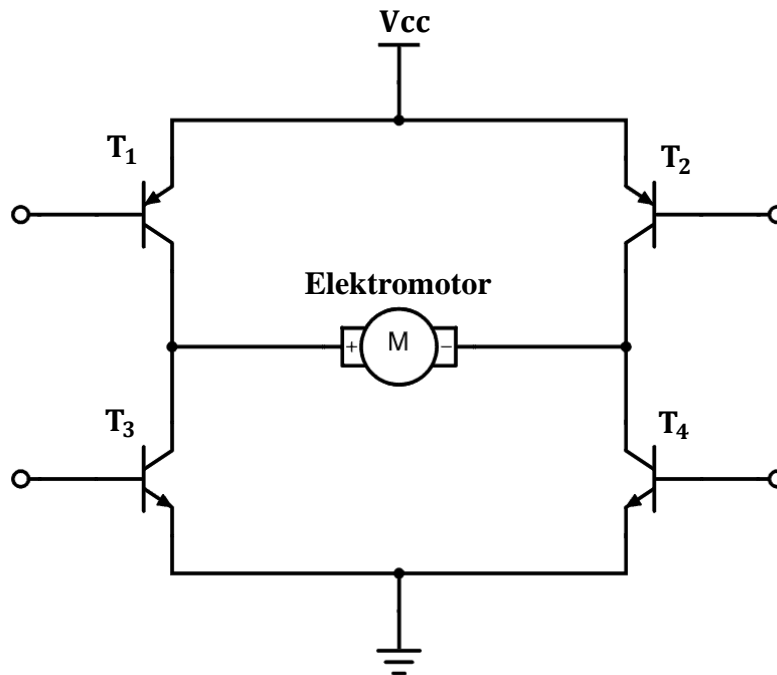 Vcc
T₁
T₂
Elektromotor
+ M −
T₃
T₄